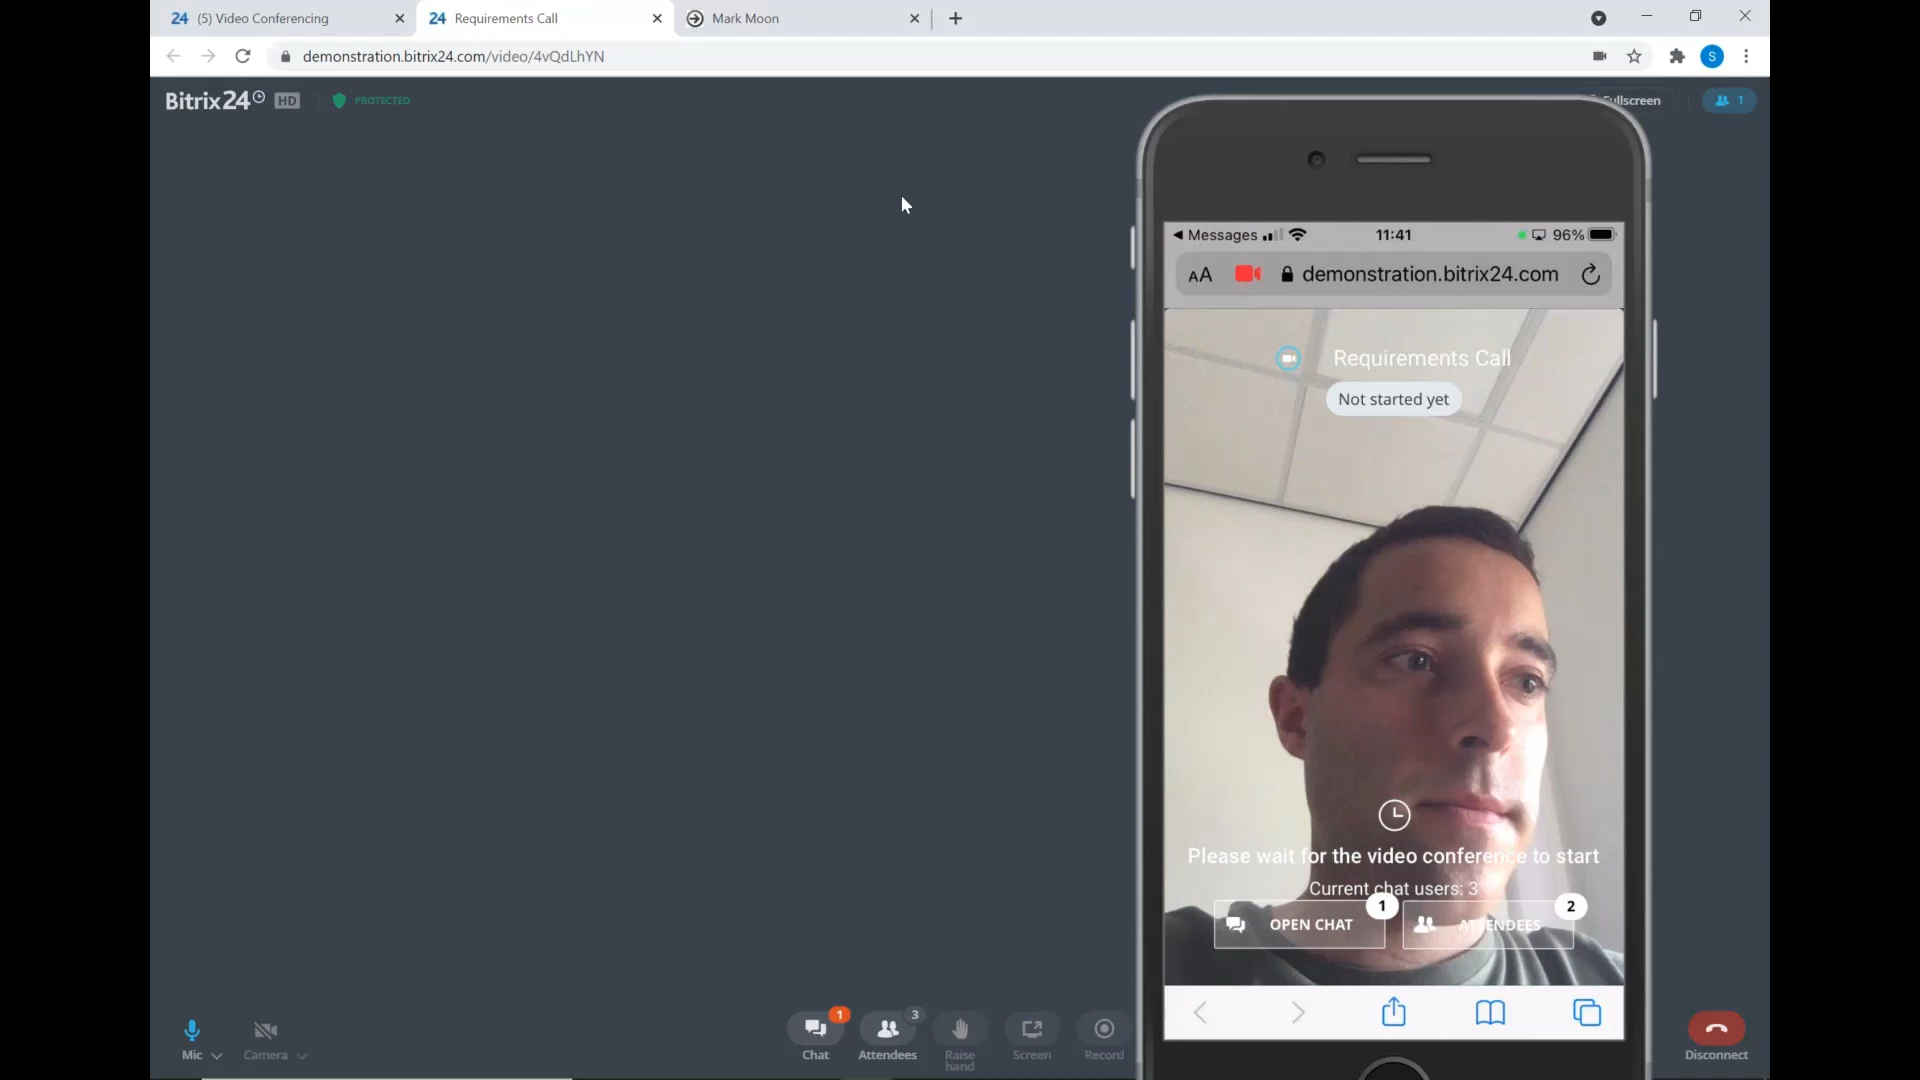 24 (5) Video Conferencing
24 Requirements Call
Mark Moon
demonstration.bitrix24.com/video/4vQdLhYN
S
Bitrix24 HD
PROTECTED
Fullscreen
1
Messages
11:41
96%
AA demonstration.bitrix24.com
Requirements Call
Not started yet
Please wait for the video conference to start
Current chat users: 3
1
2
OPEN CHAT
ATTENDEES
Mic
Camera
1
Chat
3
Attendees
Raise
hand
Screen
Record
Disconnect